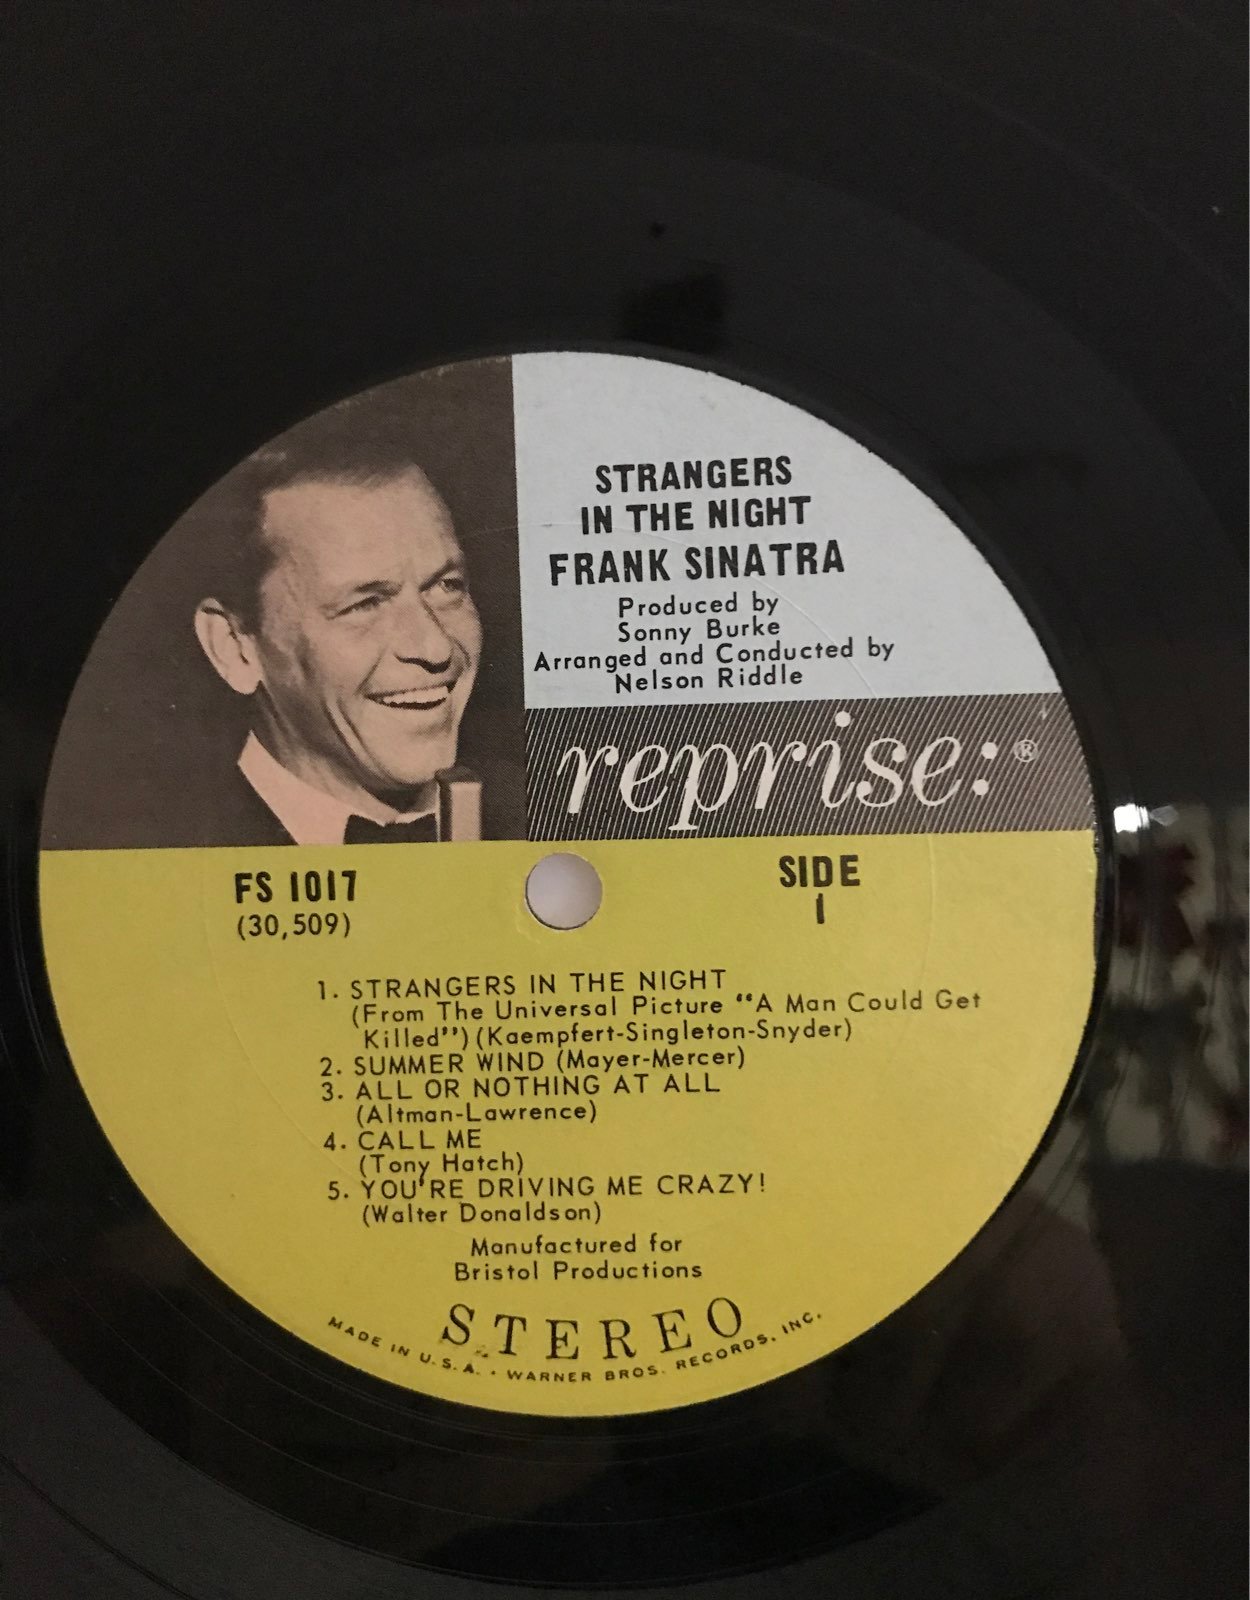 STRANGERS
IN THE NIGHT
FRANK SINATRA
Produced by
Sonny Burke
Arranged and Conducted by
Nelson Riddle
reprise:®
FS 1017
(30,509)
SIDE
1
1. STRANGERS IN THE NIGHT
(From The Universal Picture "A Man Could Get
Killed") (Kaempfert-Singleton-Snyder)
2. SUMMER WIND (Mayer-Mercer)
3. ALL OR NOTHING AT ALL
(Altman-Lawrence)
4. CALL ME
(Tony Hatch)
5. YOU'RE DRIVING ME CRAZY!
(Walter Donaldson)
Manufactured for
Bristol Productions
STEREO
MADE IN U.S.A. • WARNER BROS. RECORDS, INC.